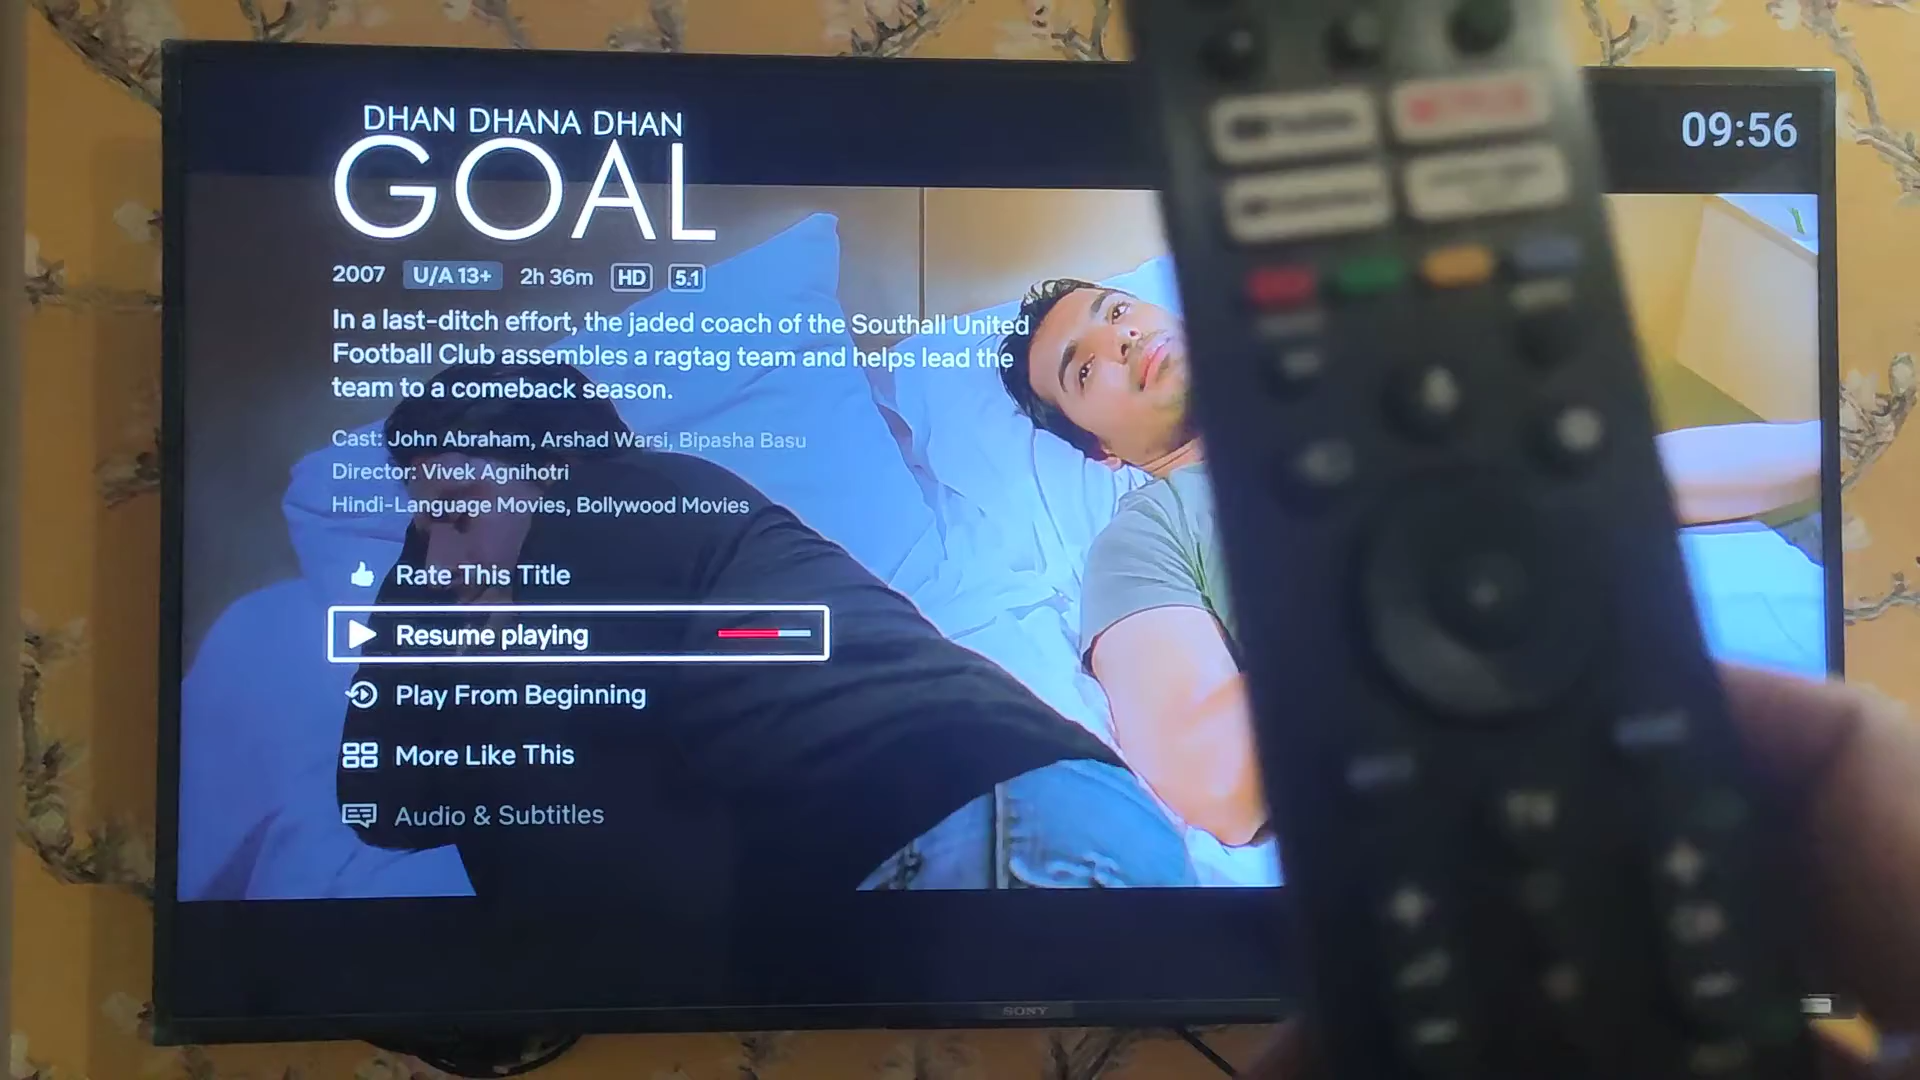 DHAN DHANA DHAN
GOAL
09:56
2007 U/A 13+ 2h 36m HD 5.1
In a last-ditch effort, the jaded coach of the Southall United
Football Club assembles a ragtag team and helps lead the
team to a comeback season.
Cast: John Abraham, Arshad Warsi, Bipasha Basu
Director: Vivek Agnihotri
Hindi-Language Movies, Bollywood Movies
Rate This Title
Resume playing
Play From Beginning
More Like This
Audio & Subtitles
SONY
NETFLIX
TV